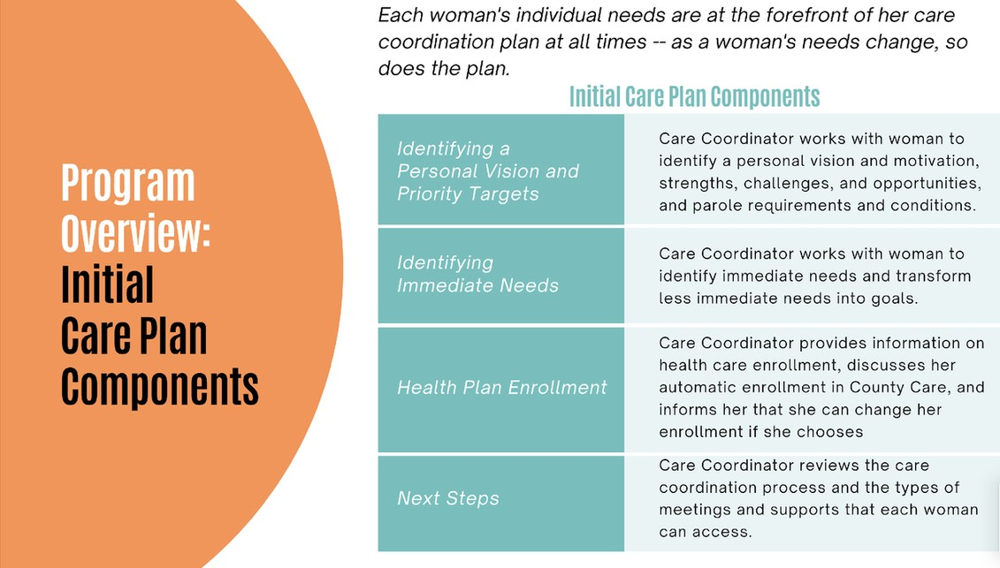 Program
Overview:
Initial
Care Plan
Components
Each woman's individual needs are at the forefront of her care
coordination plan at all times -- as a woman's needs change, so
does the plan.
Initial Care Plan Components
Identifying a
Personal Vision and
Priority Targets
Care Coordinator works with woman to
identify a personal vision and motivation,
strengths, challenges, and opportunities,
and parole requirements and conditions.
Identifying
Immediate Needs
Care Coordinator works with woman to
identify immediate needs and transform
less immediate needs into goals.
Health Plan Enrollment
Care Coordinator provides information on
health care enrollment, discusses her
automatic enrollment in County Care, and
informs her that she can change her
enrollment if she chooses
Next Steps
Care Coordinator reviews the care
coordination process and the types of
meetings and supports that each woman
can access.